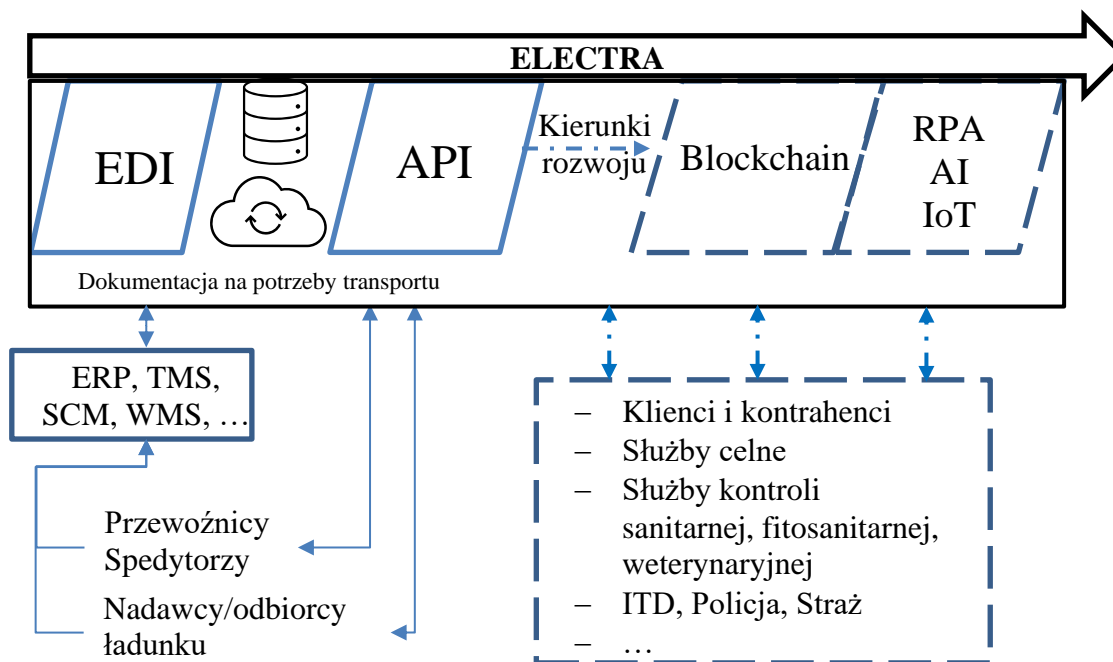 ELECTRA
EDI
API
Kierunki
rozwoju
Blockchain
RPA
AI
IoT
Dokumentacja na potrzeby transportu
ERP, TMS,
SCM, WMS, …
Przewoźnicy
Spedytorzy
Nadawcy/odbiorcy
ładunku
– Klienci i kontrahenci
– Służby celne
– Służby kontroli
sanitarnej, fitosanitarnej,
weterynaryjnej
– ITD, Policja, Straż
– …